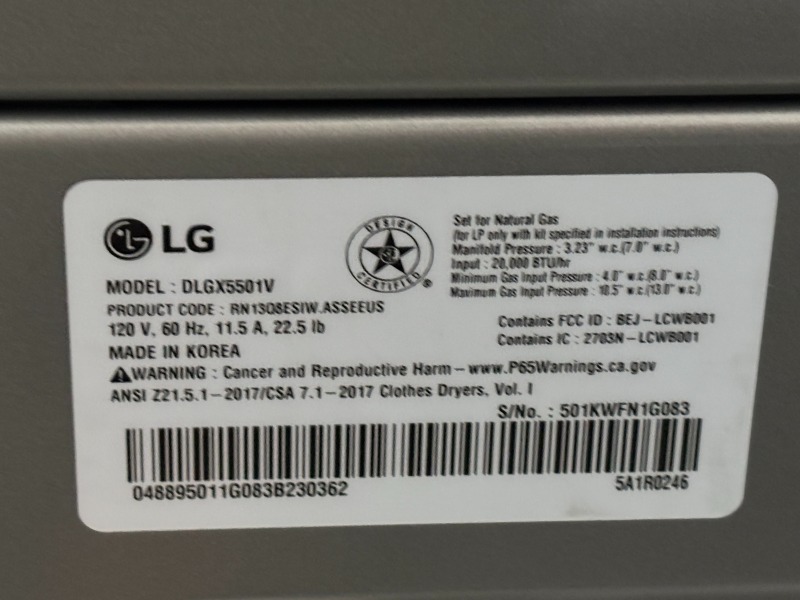 LG
DESIGN
CERTIFIED
Set for Natural Gas
(for LP only with kit specified in installation instructions)
Manifold Pressure : 3.23" w.c.(7.0" w.c.)
Input : 20,000 BTU/hr
Minimum Gas Input Pressure : 4.0" w.c.(8.0" w.c.)
Maximum Gas Input Pressure : 10.5" w.c.(13.0" w.c.)
MODEL : DLGX5501V
PRODUCT CODE : RN13Q8ESIW.ASSEEUS
120 V, 60 Hz, 11.5 A, 22.5 lb
MADE IN KOREA
Contains FCC ID : BEJ-LCWB001
Contains IC : 2703N-LCWB001
WARNING : Cancer and Reproductive Harm-www.P65Warnings.ca.gov
ANSI Z21.5.1-2017/CSA 7.1-2017 Clothes Dryers, Vol. I
S/No. : 501KWFN1G083
048895011G083B230362
5A1R0246